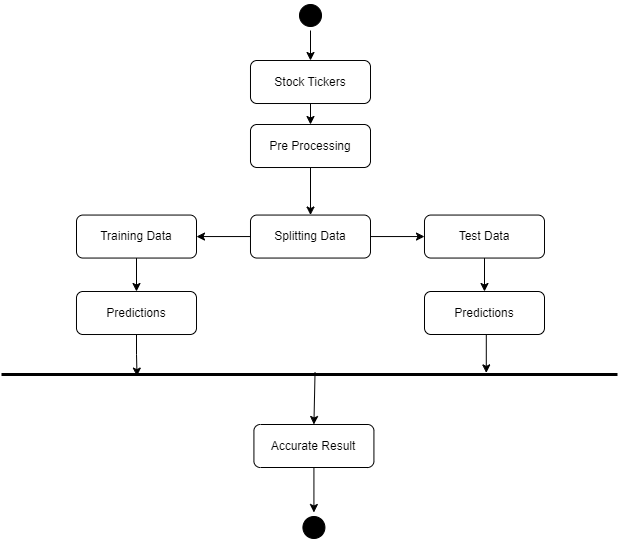 Stock Tickers
Pre Processing
Training Data
Splitting Data
Test Data
Predictions
Predictions
Accurate Result